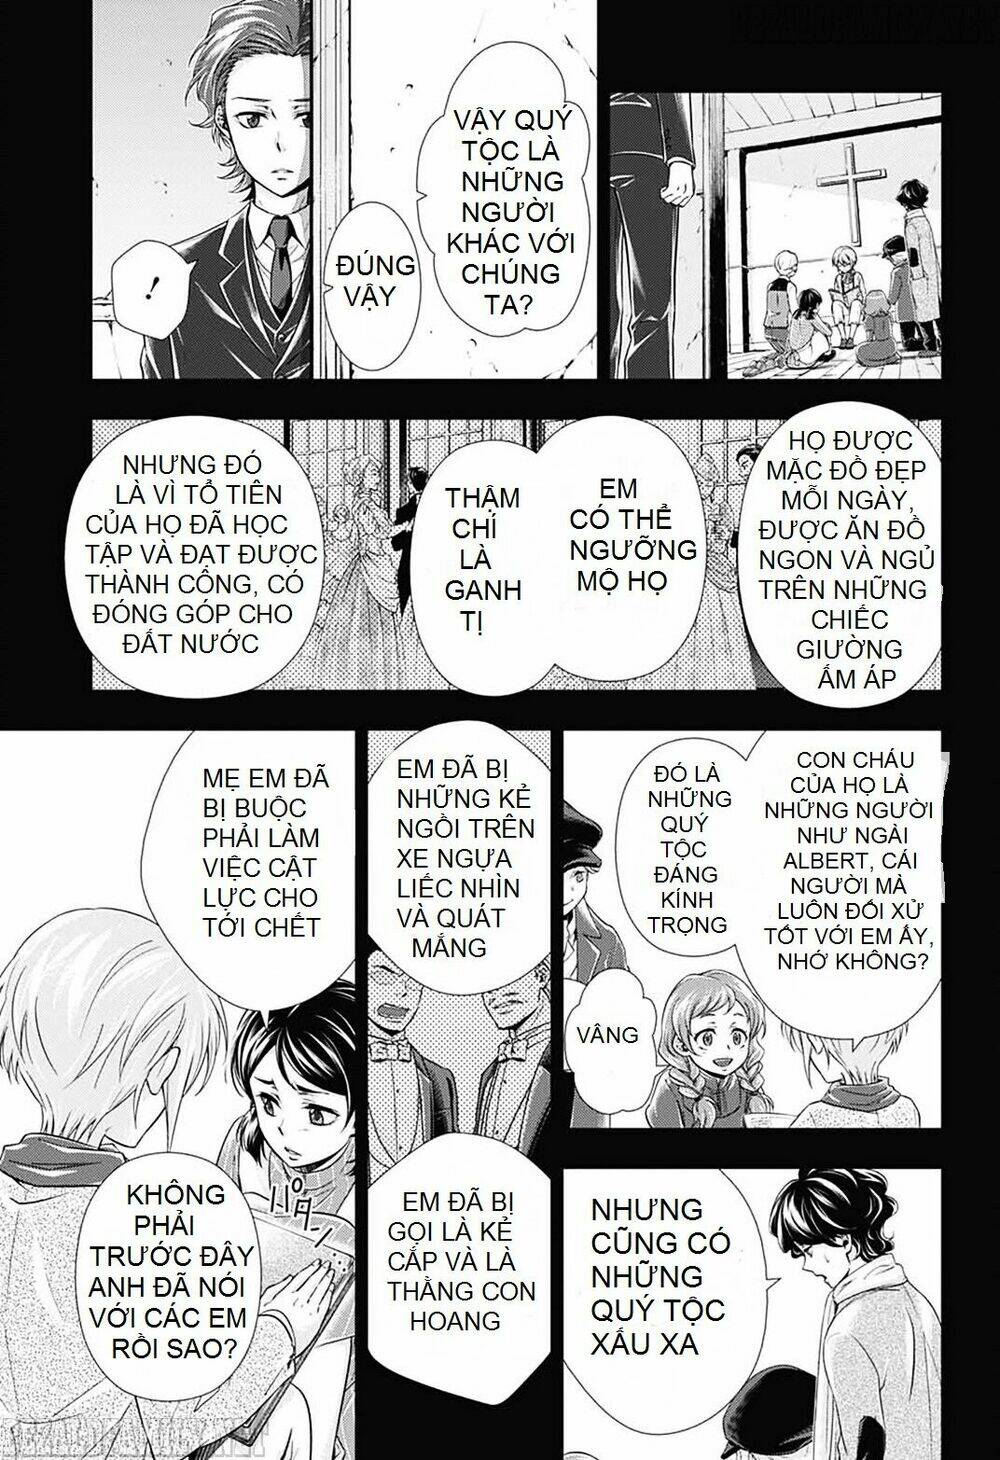 VẬY QUÝ
TỘC LÀ
NHỮNG
NGƯỜI
KHÁC VỚI
CHÚNG
TA?
ĐÚNG
VẬY
!
HỌ ĐƯỢC
MẶC ĐỒ ĐẸP
MỖI NGÀY,
ĐƯỢC ĂN ĐỒ
NGON VÀ NGỦ
TRÊN NHỮNG
CHIẾC
GIƯỜNG
ẤM ÁP
EM
CÓ THỂ
NGƯỠNG
MỘ HỌ
THẬM
CHÍ
LÀ
GANH
TỊ
NHƯNG ĐÓ
LÀ VÌ TỔ TIÊN
CỦA HỌ ĐÃ HỌC
TẬP VÀ ĐẠT ĐƯỢC
THÀNH CÔNG, CÓ
ĐÓNG GÓP CHO
ĐẤT NƯỚC
CON CHÁU
CỦA HỌ LÀ
NHỮNG NGƯỜI
NHƯ NGÀI
ALBERT, CÁI
NGƯỜI MÀ
LUÔN ĐỐI XỬ
TỐT VỚI EM ẤY,
NHỚ KHÔNG?
ĐÓ LÀ
NHỮNG
QUÝ
TỘC
ĐÁNG
KÍNH
TRỌNG
VÂNG
NHƯNG
CŨNG CÓ
NHỮNG
QUÝ TỘC
XẤU XA
EM ĐÃ BỊ
NHỮNG KẺ
NGỒI TRÊN
XE NGỰA
LIẾC NHÌN
VÀ QUÁT
MẮNG
EM ĐÃ BỊ
GỌI LÀ KẺ
CẮP VÀ LÀ
THẰNG CON
HOANG
MẸ EM ĐÃ
BỊ BUỘC
PHẢI LÀM
VIỆC CẬT
LỰC CHO
TỚI CHẾT
パタン
KHÔNG
PHẢI
TRƯỚC ĐÂY
ANH ĐÃ NÓI
VỚI CÁC EM
RỒI SAO?